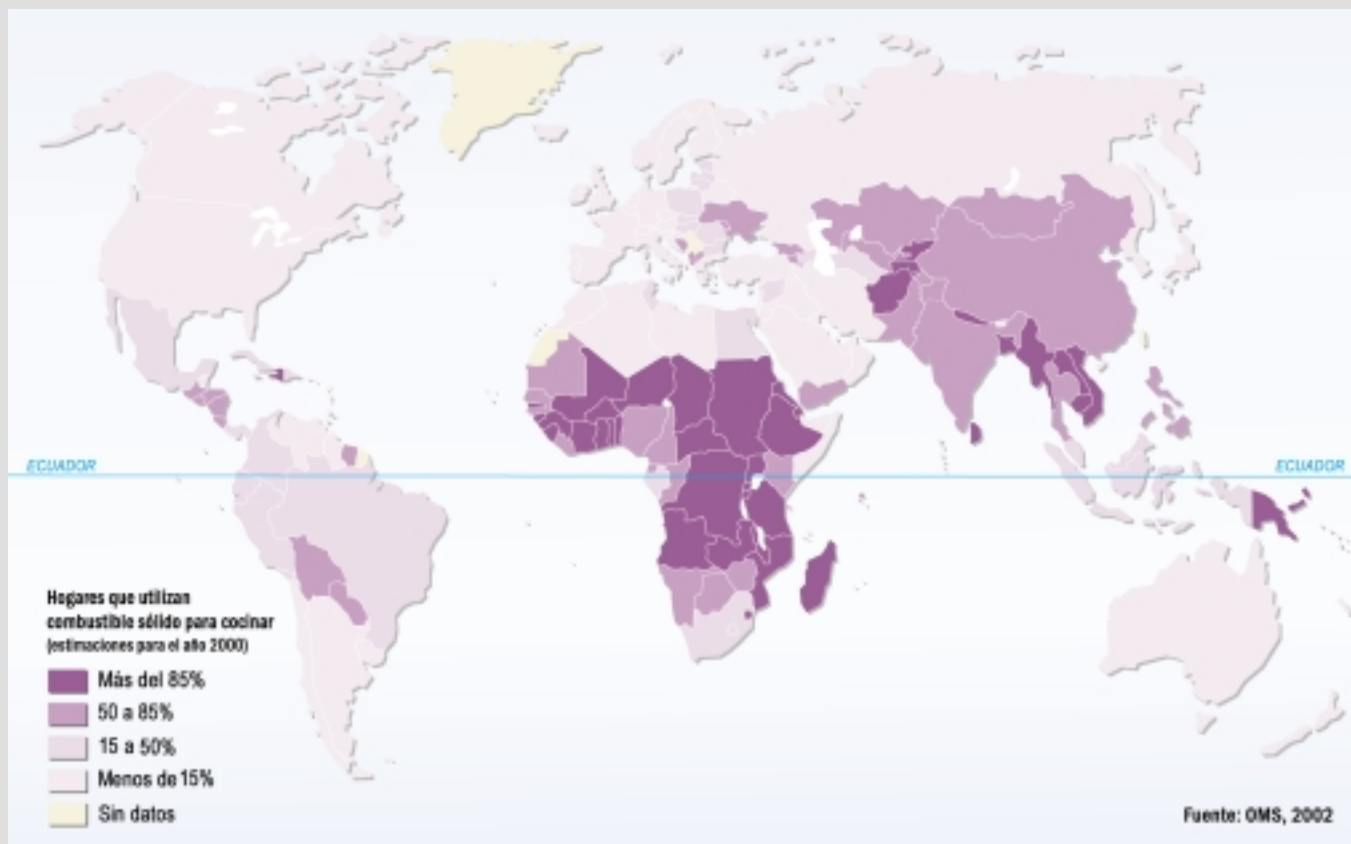 ECUADOR
ECUADOR
Hogares que utilizan
combustible sólido para cocinar
(estimaciones para el año 2000)
Más del 85%
50 a 85%
15 a 50%
Menos de 15%
Sin datos
Fuente: OMS, 2002